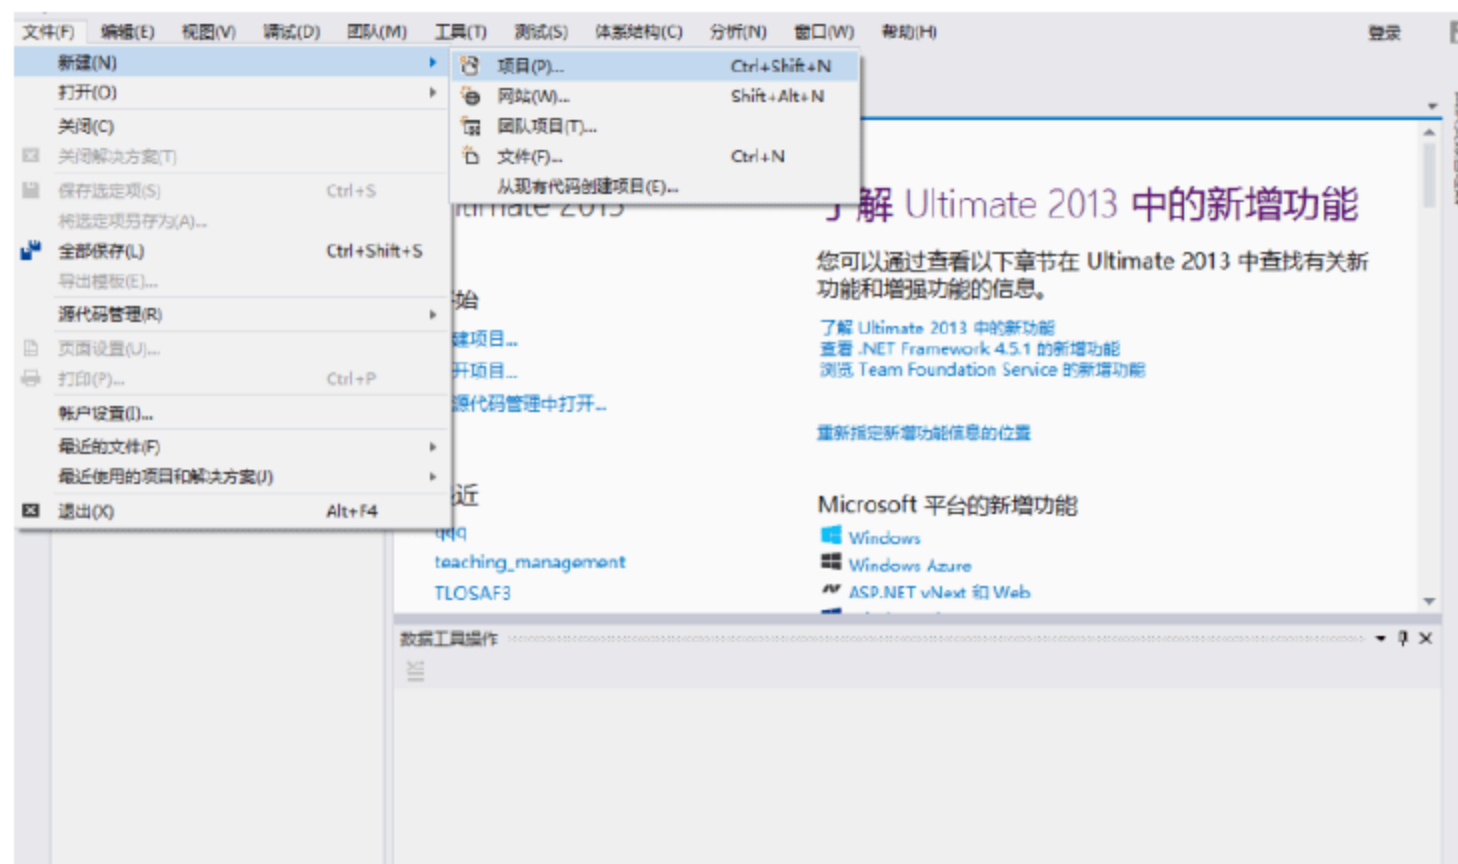 文件(F) 编辑(E) 视图(V) 调试(D) 团队(M) 工具(T) 测试(S) 体系结构(C) 分析(N) 窗口(W) 帮助(H) 登录
新建(N)
打开(O)
关闭(C)
关闭解决方案(T)
保存选定项(S) Ctrl+S
将选定项另存为(A)...
全部保存(L) Ctrl+Shift+S
导出模板(E)...
源代码管理(R)
页面设置(U)...
打印(P)... Ctrl+P
帐户设置(I)...
最近的文件(F)
最近使用的项目和解决方案(J)
退出(X) Alt+F4
项目(P)... Ctrl+Shift+N
网站(W)... Shift+Alt+N
团队项目(T)...
文件(F)... Ctrl+N
从现有代码创建项目(E)...
始
建项目...
开项目...
源代码管理中打开...
近
qqq
teaching_management
TLOSAF3
了解 Ultimate 2013 中的新增功能
您可以通过查看以下章节在 Ultimate 2013 中查找有关新
功能和增强功能的信息。
了解 Ultimate 2013 中的新功能
查看 .NET Framework 4.5.1 的新增功能
浏览 Team Foundation Service 的新增功能
重新指定新增功能信息的位置
Microsoft 平台的新增功能
Windows
Windows Azure
ASP.NET vNext 和 Web
数据工具操作